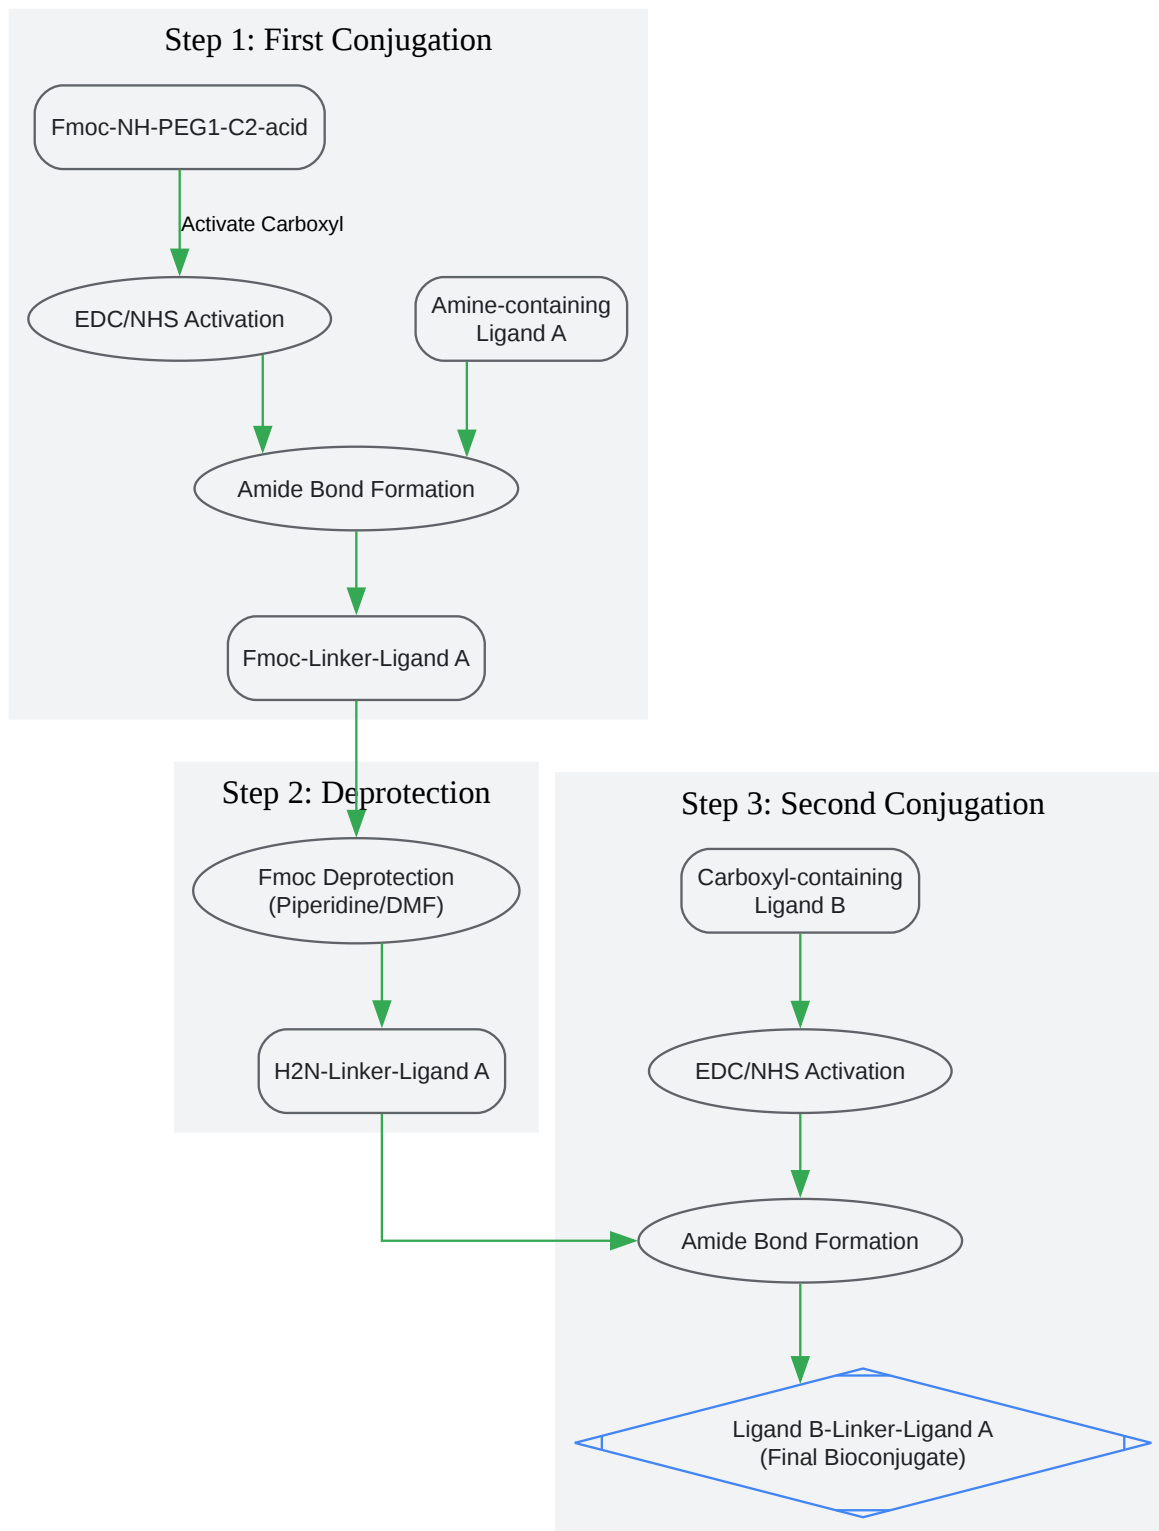 Step 1: First Conjugation
Fmoc-NH-PEG1-C2-acid
Activate Carboxyl
EDC/NHS Activation
Amine-containing
Ligand A
Amide Bond Formation
Fmoc-Linker-Ligand A
Step 2: Deprotection
Fmoc Deprotection
(Piperidine/DMF)
H2N-Linker-Ligand A
Step 3: Second Conjugation
Carboxyl-containing
Ligand B
EDC/NHS Activation
Amide Bond Formation
Ligand B-Linker-Ligand A
(Final Bioconjugate)